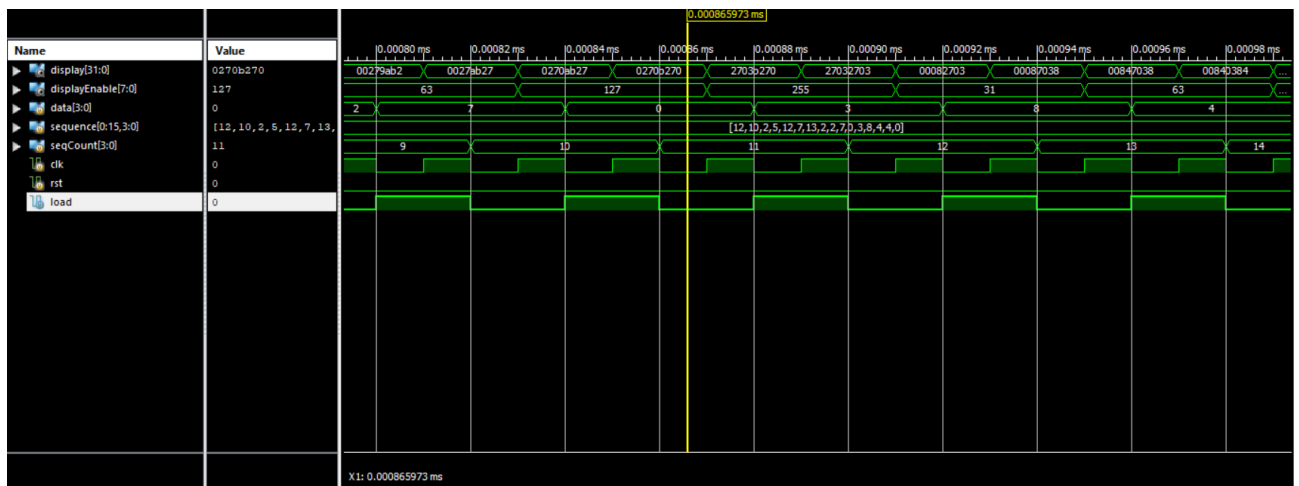 0.000865973 ms
Name Value 0.00080 ms 0.00082 ms 0.00084 ms 0.00086 ms 0.00088 ms 0.00090 ms 0.00092 ms 0.00094 ms 0.00096 ms 0.00098 ms
display[31:0] 0270b270 00279ab2 0027ab27 0270ab27 0270b270 2703b270 27032703 00082703 00087038 00847038 00840384 ...
displayEnable[7:0] 127 63 127 255 31 63 ...
data[3:0] 0 2 7 0 3 8 4
sequence[0:15,3:0] [12,10,2,5,12,7,13, [12,10,2,5,12,7,13,2,2,7,0,3,8,4,4,0]
seqCount[3:0] 11 9 10 11 12 13 14
clk 0
rst 0
load 0
X1: 0.000865973 ms